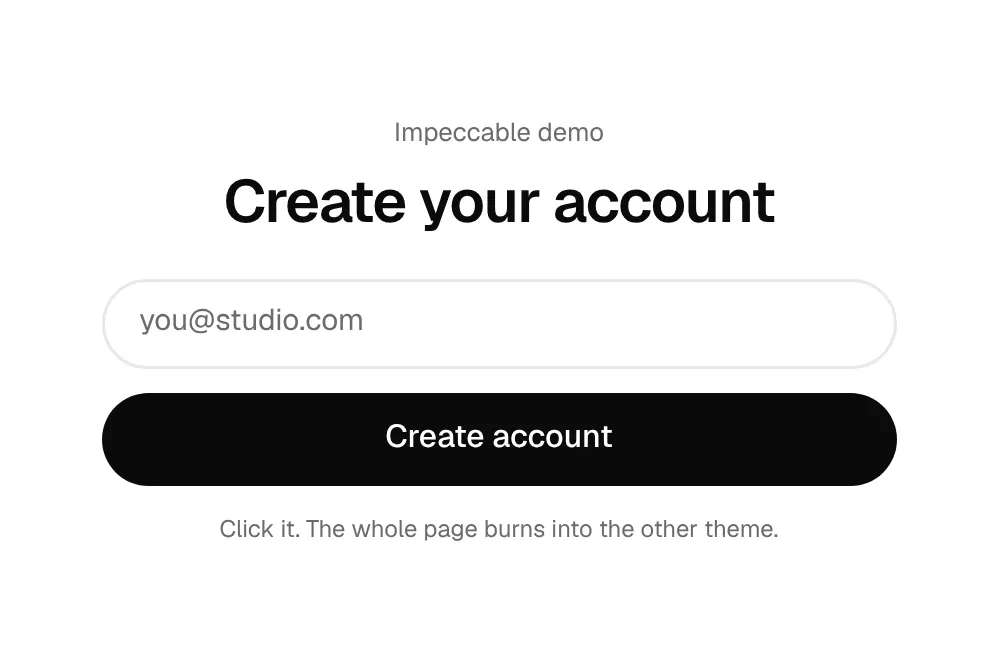 Impeccable demo
Create your account
you@studio.com
Create account
Click it. The whole page burns into the other theme.